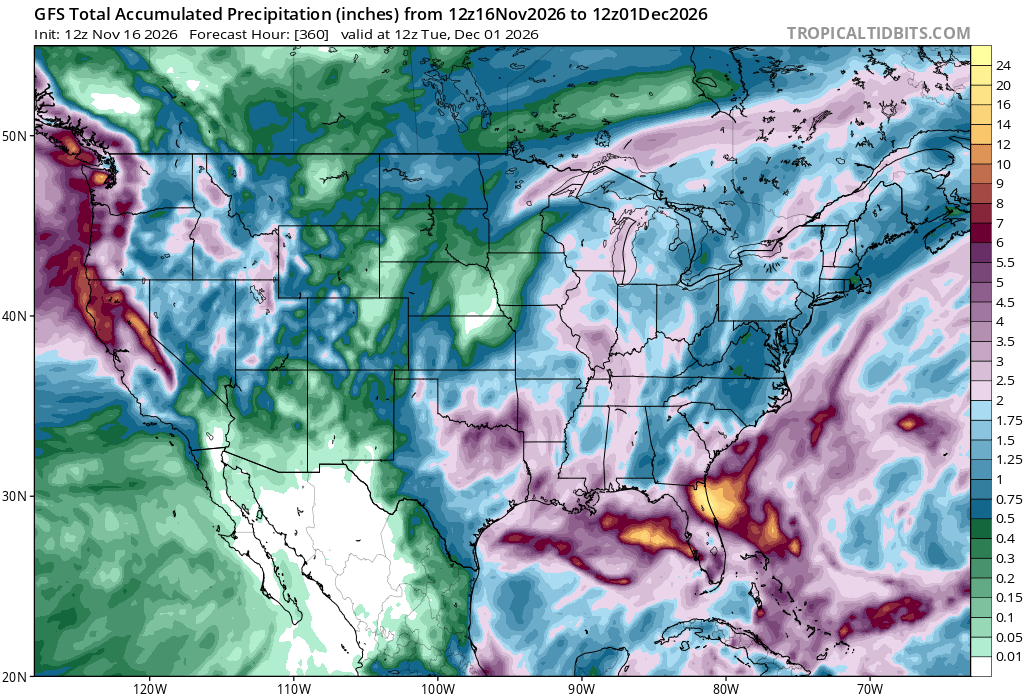 GFS Total Accumulated Precipitation (inches) from 12z16Nov2026 to 12z01Dec2026
Init: 12z Nov 16 2026 Forecast Hour: [360] valid at 12z Tue, Dec 01 2026
TROPICALTIDBITS.COM
24
20
16
14
12
10
9
8
7
6
5.5
5
4.5
4
3.5
3
2.5
2
1.75
1.5
1.25
1
0.75
0.5
0.4
0.3
0.2
0.15
0.1
0.05
0.01
50N
40N
30N
20N
120W
110W
100W
90W
80W
70W